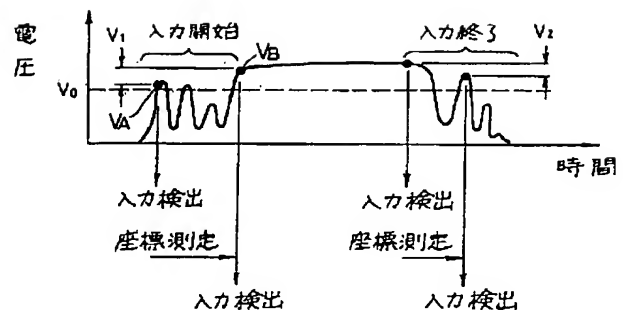 電圧
V₁
入力開始
VB
入力終了
V₂
V₀
VA
時間
入力検出
入力検出
座標測定
座標測定
入力検出
入力検出